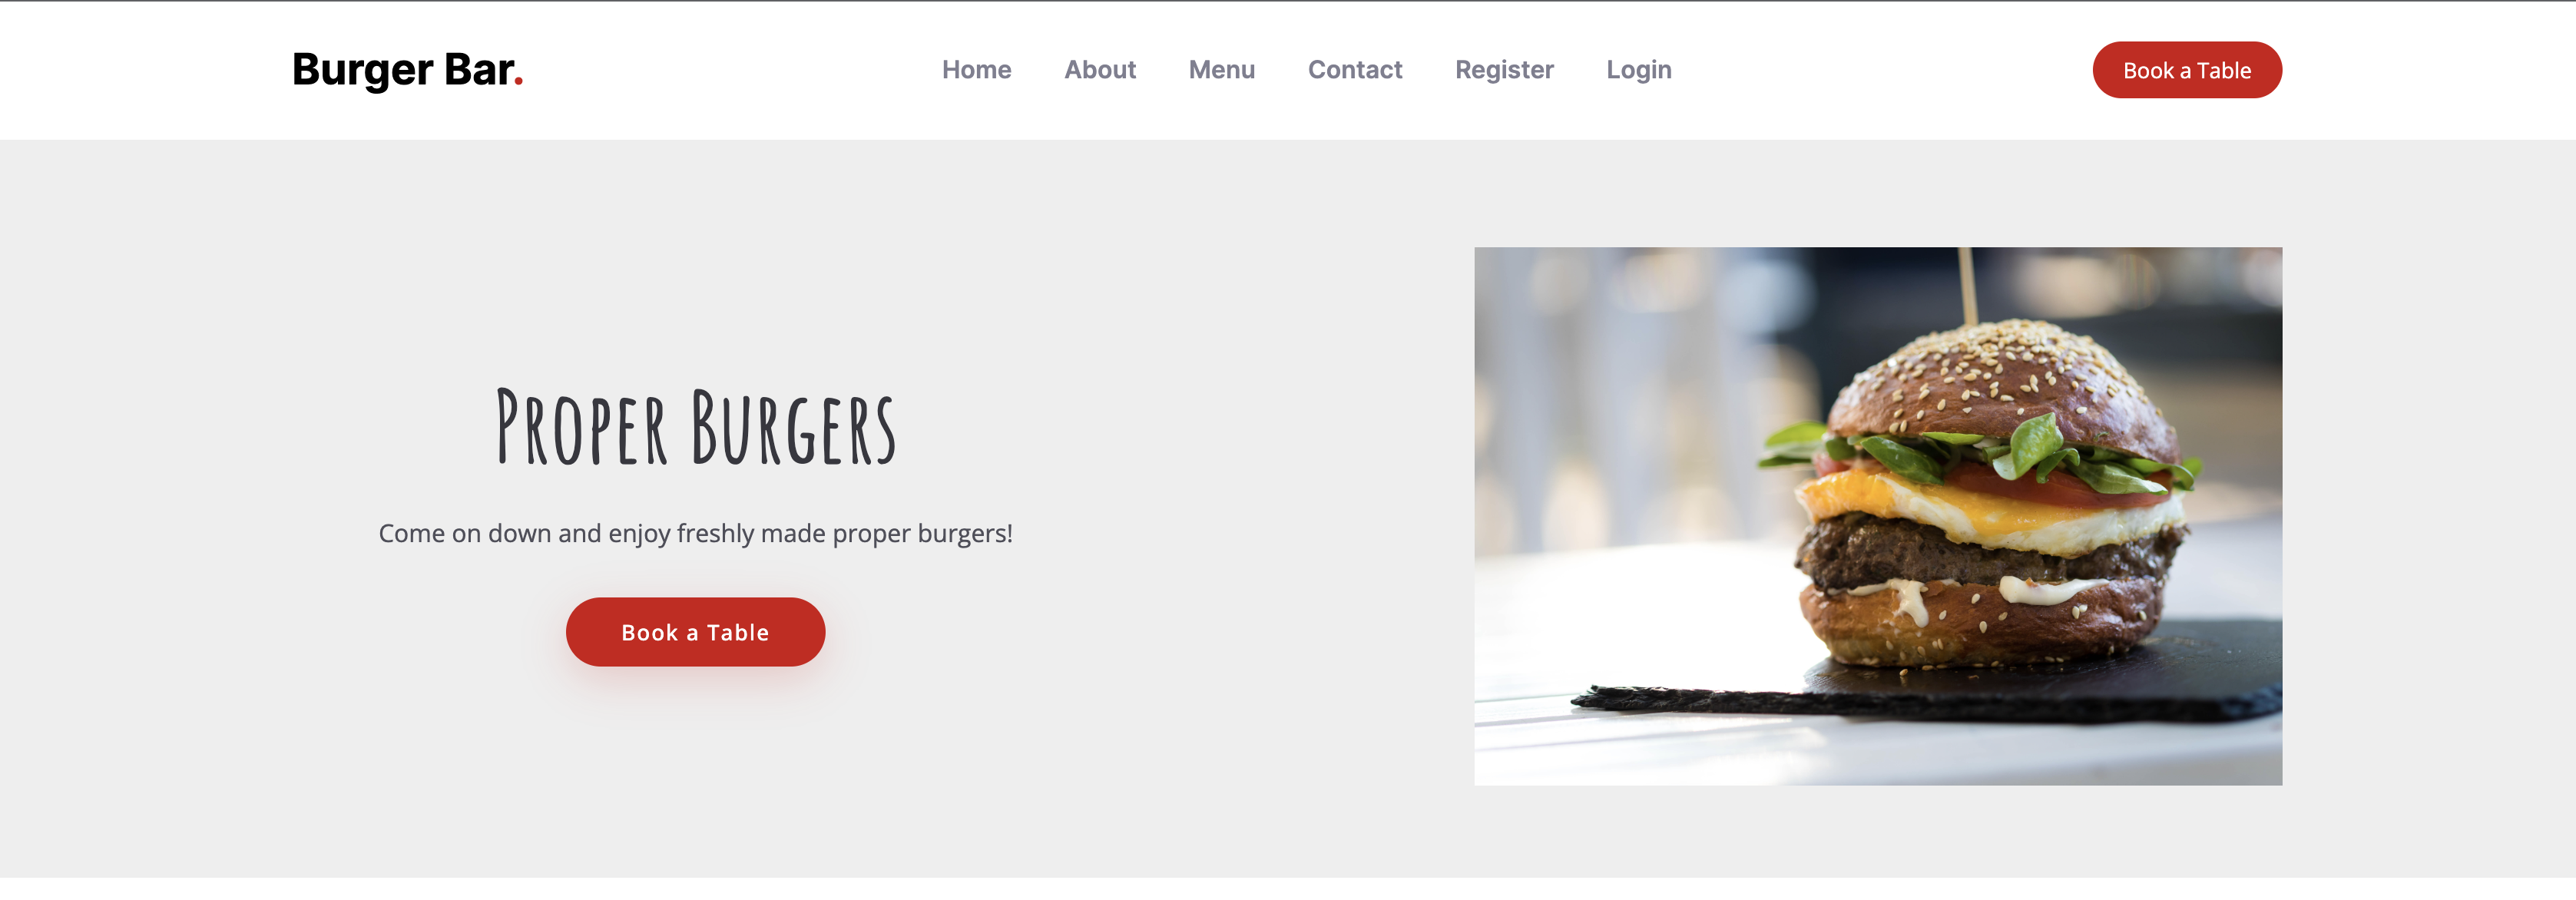 Burger Bar.
Home About Menu Contact Register Login
Book a Table
Proper Burgers
Come on down and enjoy freshly made proper burgers!
Book a Table